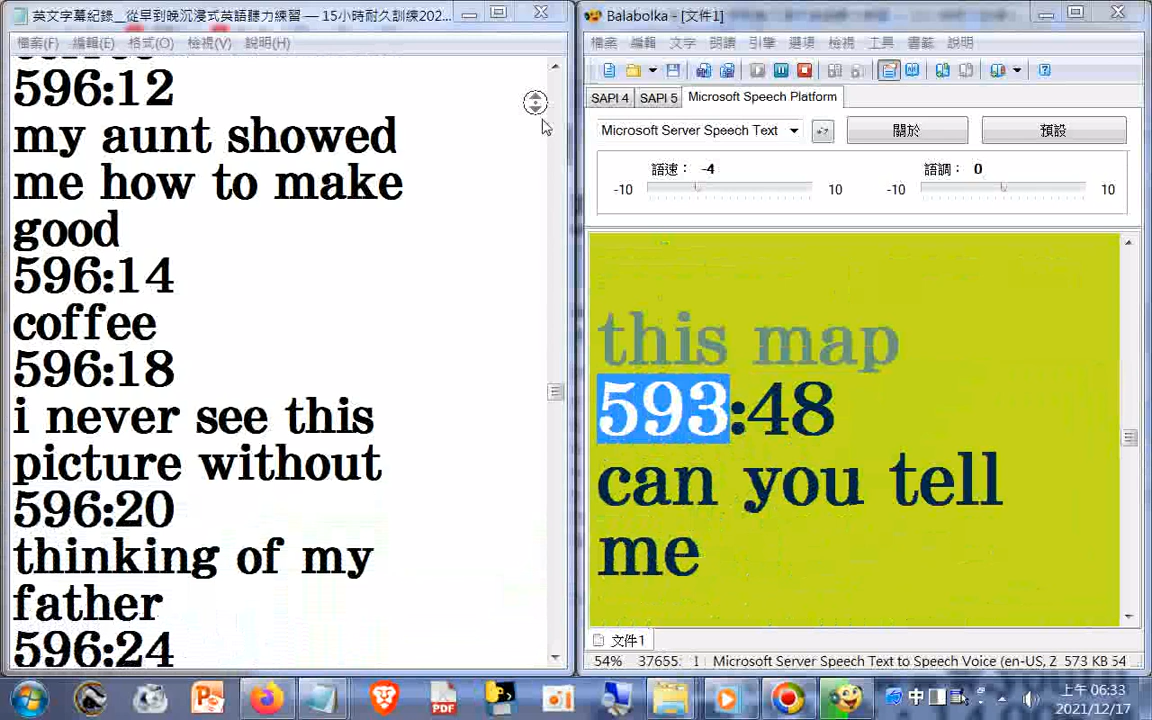 英文字幕紀錄__從早到晚沉浸式英語聽力練習 — 15小時耐久訓練202...
檔案(F) 編輯(E) 格式(O) 檢視(V) 說明(H)
596:12
my aunt showed
me how to make
good
596:14
coffee
596:18
i never see this
picture without
596:20
thinking of my
father
596:24
Balabolka - [文件1]
檔案 編輯 文字 朗讀 引擎 選項 檢視 工具 書籤 說明
SAPI 4 SAPI 5 Microsoft Speech Platform
Microsoft Server Speech Text
關於
預設
語速： -4
語調： 0
-10 10 -10 10
this map
593:48
can you tell
me
文件1
54% 37655: 1 Microsoft Server Speech Text to Speech Voice (en-US, 2 573 KB 54
中
上午 06:33
2021/12/17